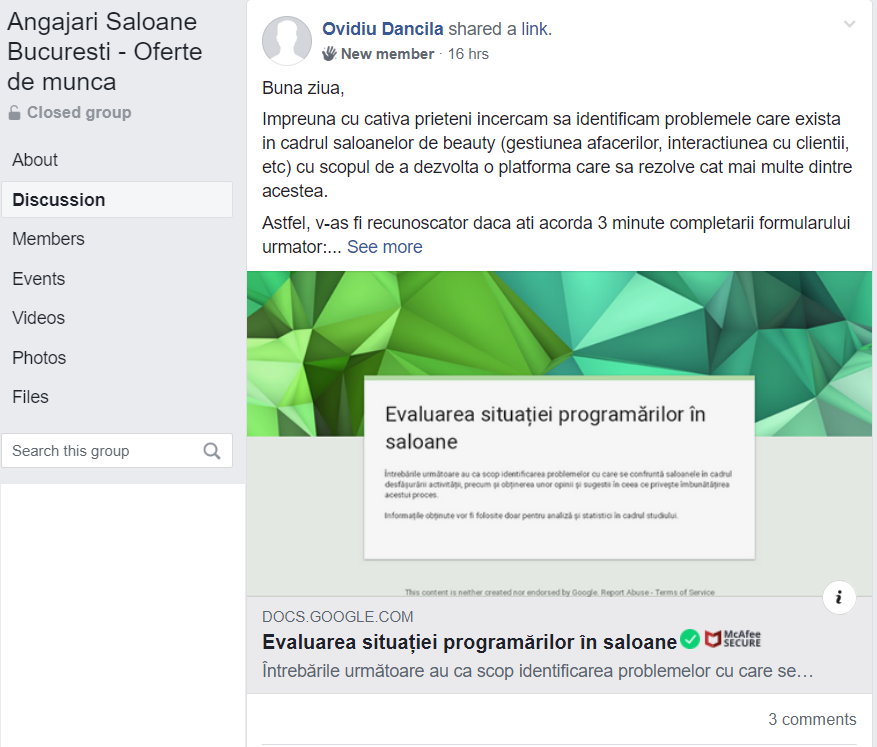 Angajari Saloane
Bucuresti - Oferte
de munca
Closed group
About
Discussion
Members
Events
Videos
Photos
Files
Search this group
Ovidiu Dancila shared a link.
New member · 16 hrs
Buna ziua,
Impreuna cu cativa prieteni incercam sa identificam problemele care exista
in cadrul saloanelor de beauty (gestiunea afacerilor, interactiunea cu clientii,
etc) cu scopul de a dezvolta o platforma care sa rezolve cat mai multe dintre
acestea.
Astfel, v-as fi recunoscator daca ati acorda 3 minute completarii formularului
urmator:... See more
Evaluarea situației programărilor în
saloane
Întrebările următoare au ca scop identificarea problemelor cu care se confruntă saloanele în cadrul
desfășurării activității, precum și obținerea unor opinii și sugestii în ceea ce privește îmbunătățirea
acestui proces.
Informațiile obținute vor fi folosite doar pentru analiză și statistici în cadrul studiului.
This content is neither created nor endorsed by Google. Report Abuse - Terms of Service
i
DOCS.GOOGLE.COM
Evaluarea situației programărilor în saloane McAfee
SECURE
Întrebările următoare au ca scop identificarea problemelor cu care se…
3 comments